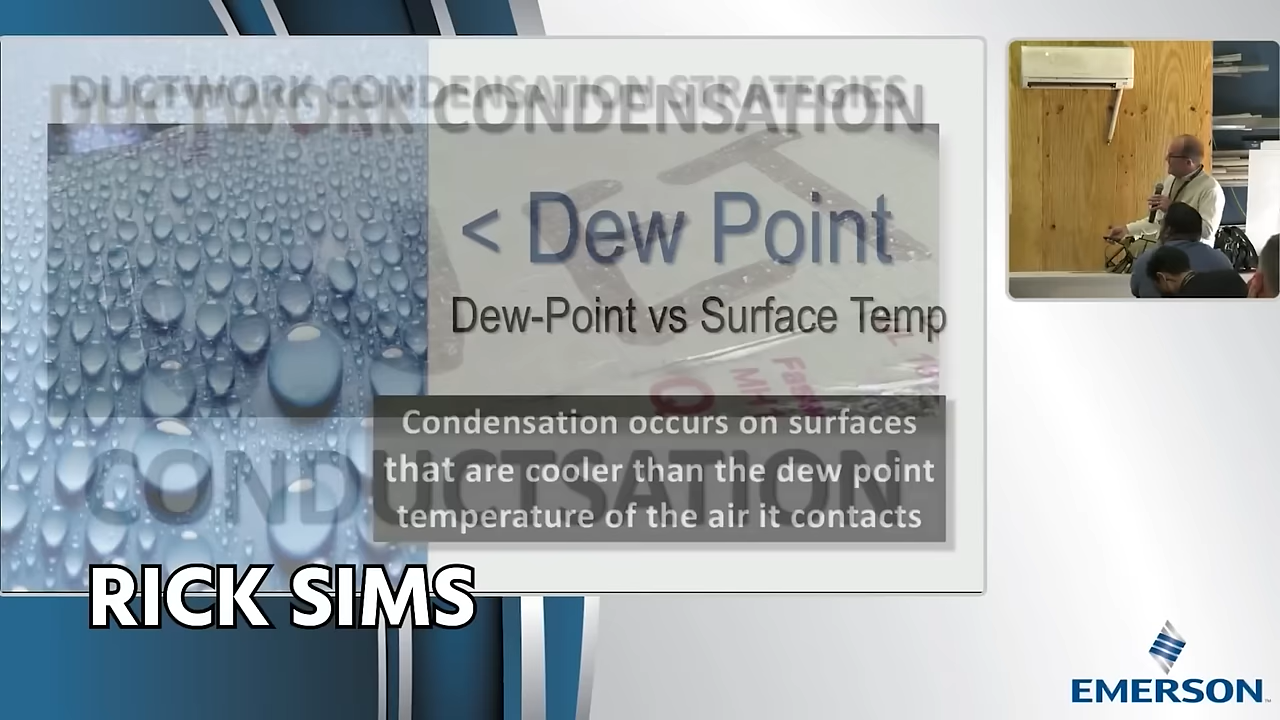 DUCTWORK CONDENSATION STRATEGIES
DUCTWORK CONDENSATION
< Dew Point
Dew-Point vs Surface Temp
Q
MH
Condensation occurs on surfaces
that are cooler than the dew point
temperature of the air it contacts
CONDUCTSATION
RICK SIMS
EMERSON